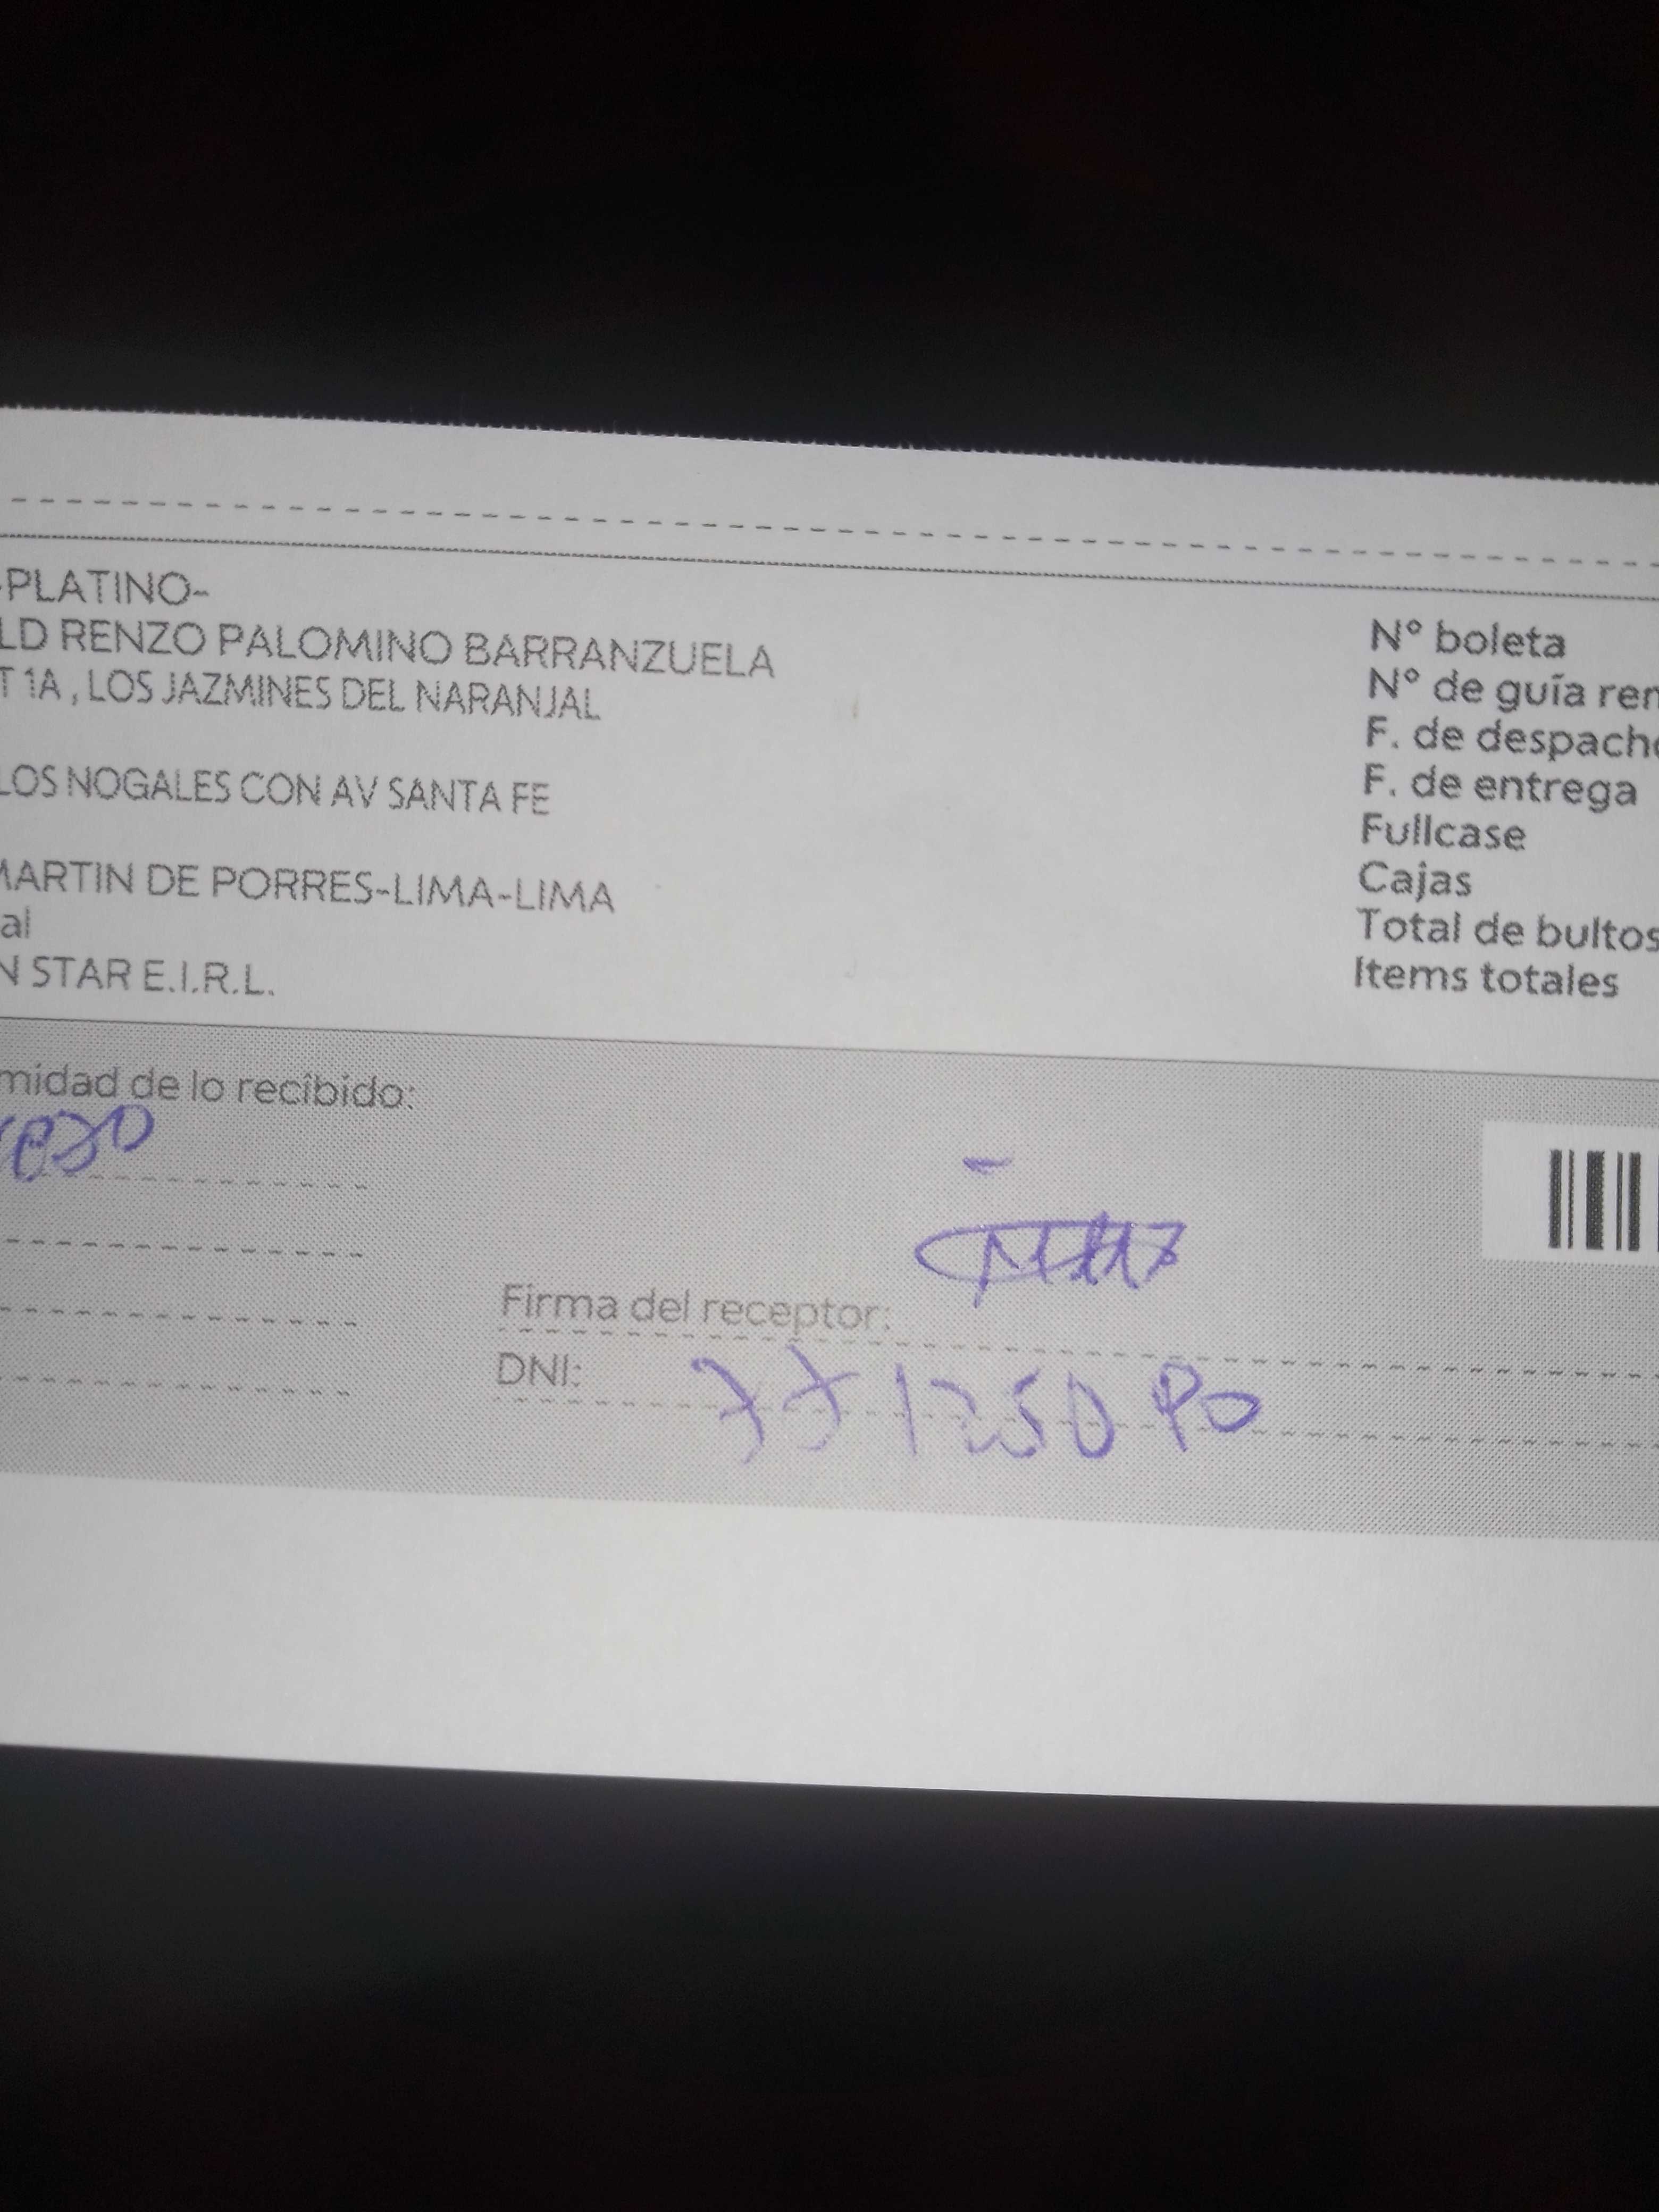 -PLATINO-
LD RENZO PALOMINO BARRANZUELA
T 1A , LOS JAZMINES DEL NARANJAL
LOS NOGALES CON AV SANTA FE
MARTIN DE PORRES-LIMA-LIMA
al
N STAR E.I.R.L.
N° boleta
N° de guía rem
F. de despacho
F. de entrega
Fullcase
Cajas
Total de bultos
Items totales
midad de lo recibido:
Firma del receptor:
DNI: